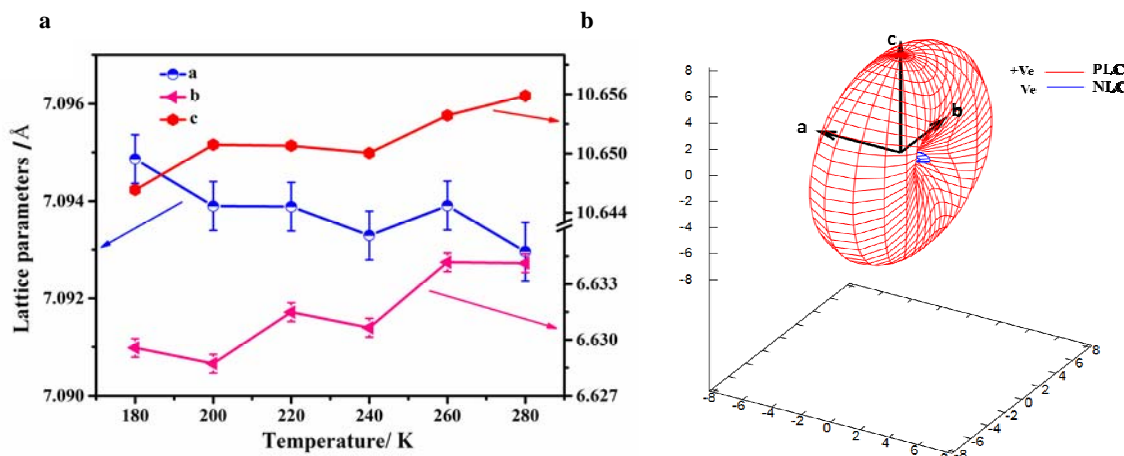 a
b
a
b
c
7.096
7.094
7.092
7.090
Lattice parameters /Å
10.656
10.650
10.644
6.633
6.630
6.627
180 200 220 240 260 280
Temperature/ K
c
a
b
+Ve PLC
Ve NLC
8
6
4
2
0
-2
-4
-6
-8
-8 -6 -4 -2 0 2 4 6
-8 -6 -4 -2 0 2 4 6 8